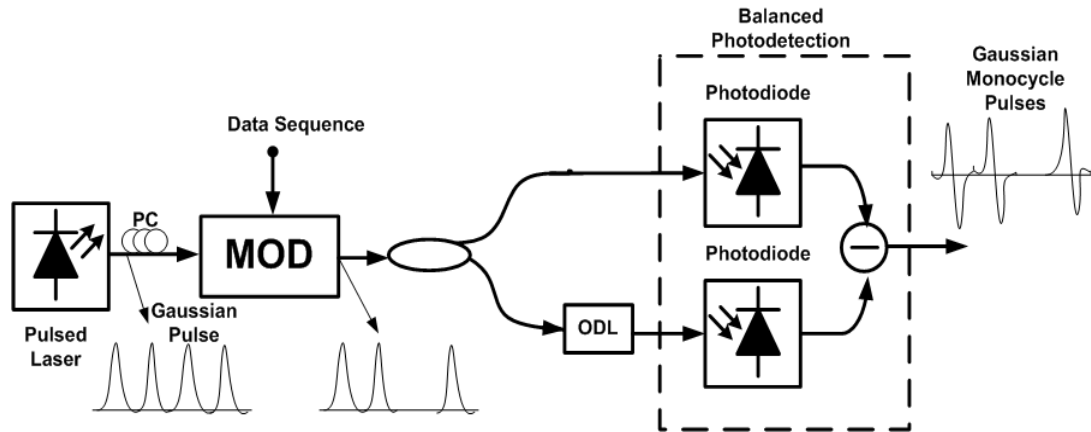 Balanced
Photodetection
Gaussian
Monocycle
Pulses
Photodiode
Data Sequence
PC
MOD
Photodiode
ODL
Gaussian
Pulse
Pulsed
Laser